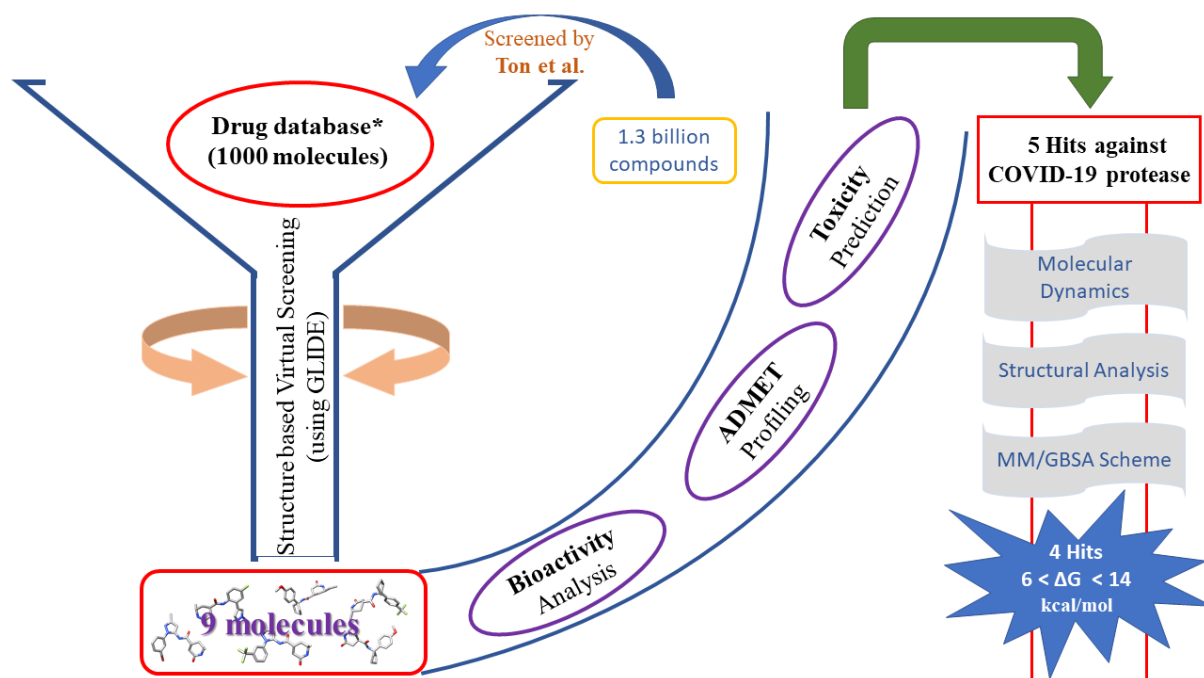 Screened by
Ton et al.
1.3 billion
compounds
Drug database*
(1000 molecules)
Structure based Virtual Screening
(using GLIDE)
9 molecules
Bioactivity
Analysis
ADMET
Profiling
Toxicity
Prediction
5 Hits against
COVID-19 protease
Molecular
Dynamics
Structural Analysis
MM/GBSA Scheme
4 Hits
6 < ΔG < 14
kcal/mol